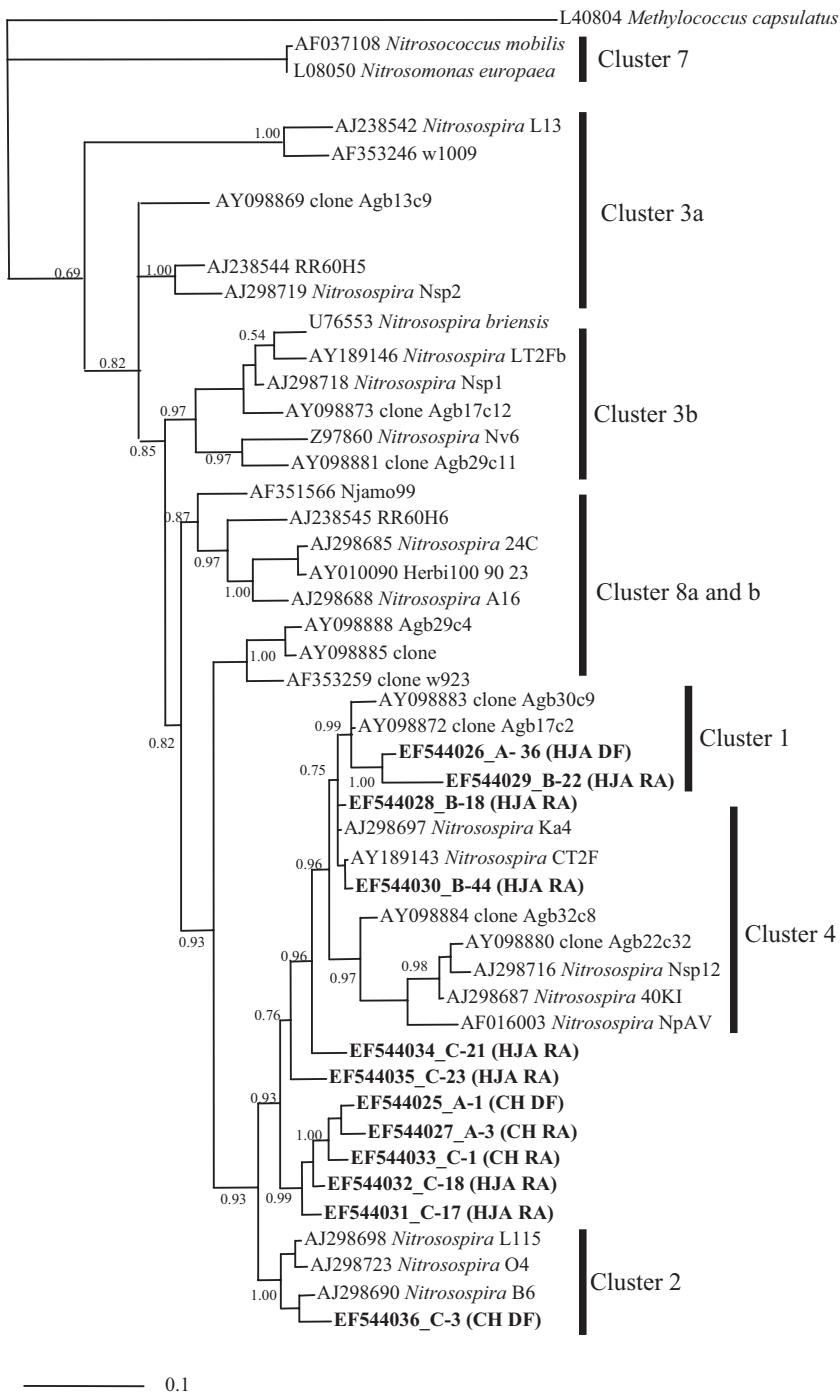 L40804 Methylococcus capsulatus
AF037108 Nitrosococcus mobilis
L08050 Nitrosomonas europaea
Cluster 7
1.00
AJ238542 Nitrosospira L13
AF353246 w1009
AY098869 clone Agb13c9
Cluster 3a
0.69
1.00
AJ238544 RR60H5
AJ298719 Nitrosospira Nsp2
U76553 Nitrosospira briensis
0.54
AY189146 Nitrosospira LT2Fb
0.82
AJ298718 Nitrosospira Nsp1
0.97
AY098873 clone Agb17c12
Cluster 3b
Z97860 Nitrosospira Nv6
0.85
0.97
AY098881 clone Agb29c11
AF351566 Njamo99
0.87
AJ238545 RR60H6
AJ298685 Nitrosospira 24C
0.97
AY010090 Herbi100 90 23
1.00
AJ298688 Nitrosospira A16
Cluster 8a and b
AY098888 Agb29c4
1.00
AY098885 clone
AF353259 clone w923
AY098883 clone Agb30c9
0.99
AY098872 clone Agb17c2
0.82
Cluster 1
EF544026_A- 36 (HJA DF)
0.75
1.00
EF544029_B-22 (HJA RA)
EF544028_B-18 (HJA RA)
AJ298697 Nitrosospira Ka4
AY189143 Nitrosospira CT2F
0.96
EF544030_B-44 (HJA RA)
AY098884 clone Agb32c8
Cluster 4
0.93
AY098880 clone Agb22c32
0.96
0.97
0.98
AJ298716 Nitrosospira Nsp12
AJ298687 Nitrosospira 40KI
0.76
AF016003 Nitrosospira NpAV
EF544034_C-21 (HJA RA)
EF544035_C-23 (HJA RA)
0.93
EF544025_A-1 (CH DF)
EF544027_A-3 (CH RA)
1.00
EF544033_C-1 (CH RA)
EF544032_C-18 (HJA RA)
0.93
0.99
EF544031_C-17 (HJA RA)
AJ298698 Nitrosospira L115
AJ298723 Nitrosospira O4
Cluster 2
1.00
AJ298690 Nitrosospira B6
EF544036_C-3 (CH DF)
0.1